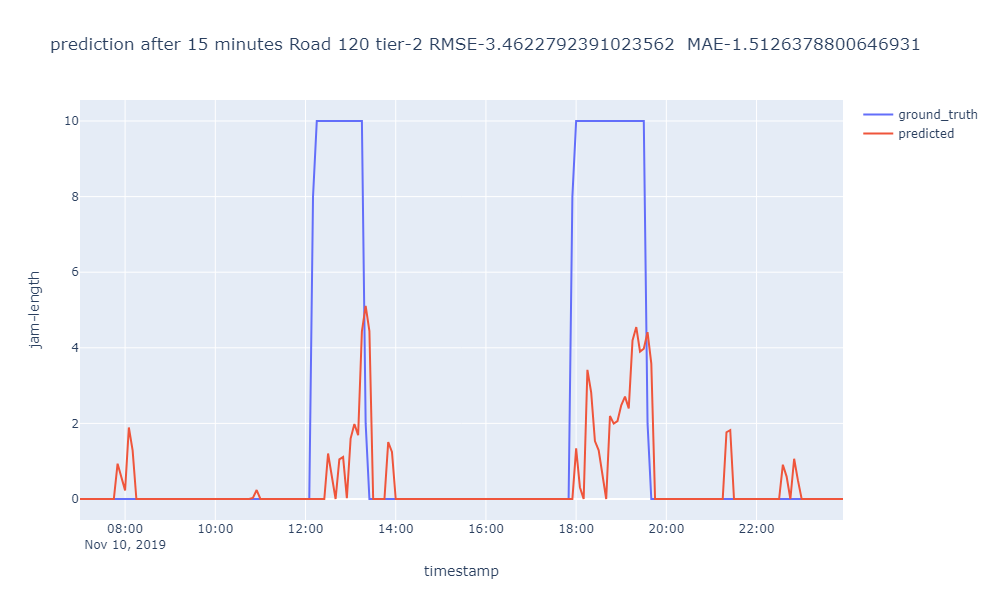 prediction after 15 minutes Road 120 tier-2 RMSE-3.4622792391023562  MAE-1.5126378800646931
ground_truth
predicted
10
8
6
4
2
0
jam-length
08:00 10:00 12:00 14:00 16:00 18:00 20:00 22:00
Nov 10, 2019
timestamp